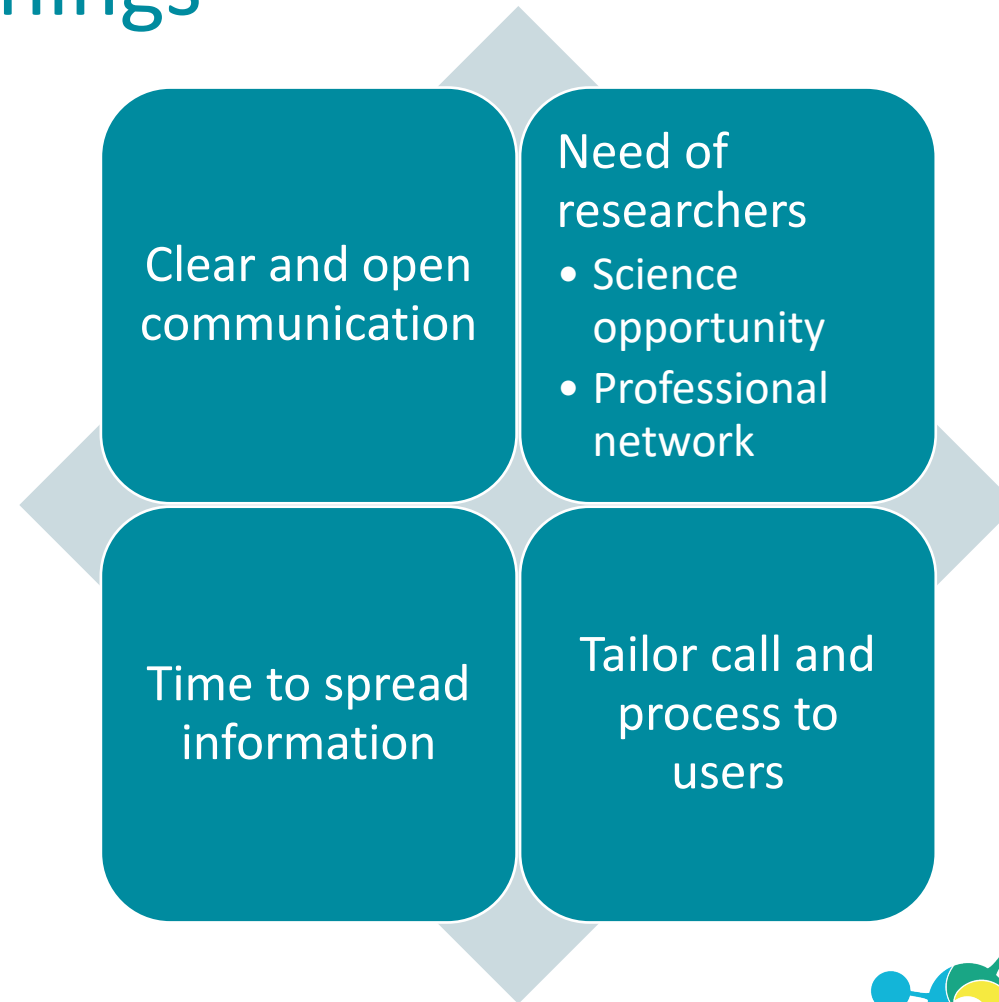 Clear and open
communication
Need of
researchers
• Science
opportunity
• Professional
network
Time to spread
information
Tailor call and
process to
users